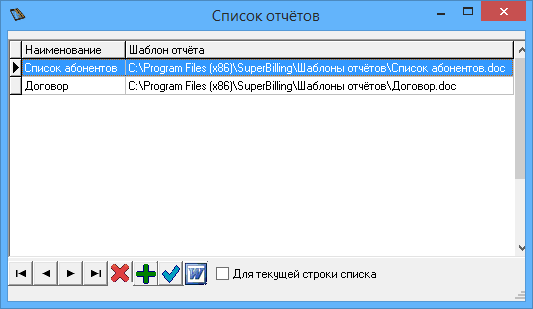 Список отчётов
Наименование Шаблон отчёта
Список абонентов C:\Program Files (x86)\SuperBilling\Шаблоны отчётов\Список абонентов.doc
Договор C:\Program Files (x86)\SuperBilling\Шаблоны отчётов\Договор.doc
W Для текущей строки списка